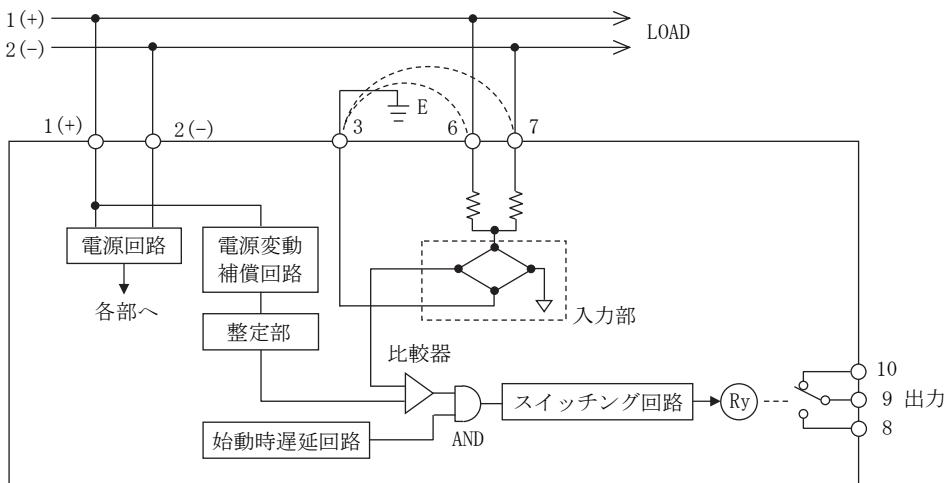 1(+)
LOAD
2(-)
E
1(+)
2(-)
3
6
7
電源回路
電源変動
補償回路
各部へ
入力部
整定部
比較器
10
スイッチング回路
Ry
9 出力
始動時遅延回路
AND
8